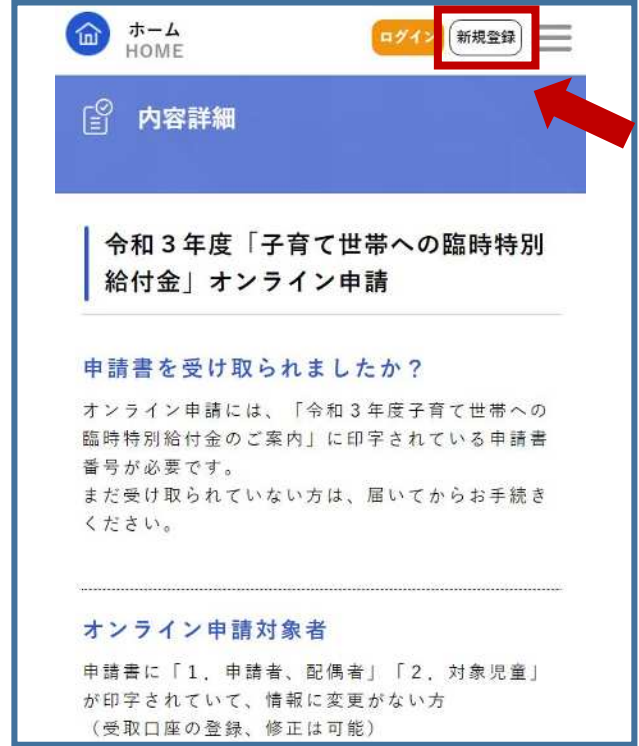 ホーム
HOME
ログイン
新規登録
内容詳細
令和3年度「子育て世帯への臨時特別
給付金」オンライン申請
申請書を受け取られましたか？
オンライン申請には、「令和3年度子育て世帯への
臨時特別給付金のご案内」に印字されている申請書
番号が必要です。
まだ受け取られていない方は、届いてからお手続き
ください。
オンライン申請対象者
申請書に「1．申請者、配偶者」「2．対象児童」
が印字されていて、情報に変更がない方
（受取口座の登録、修正は可能）